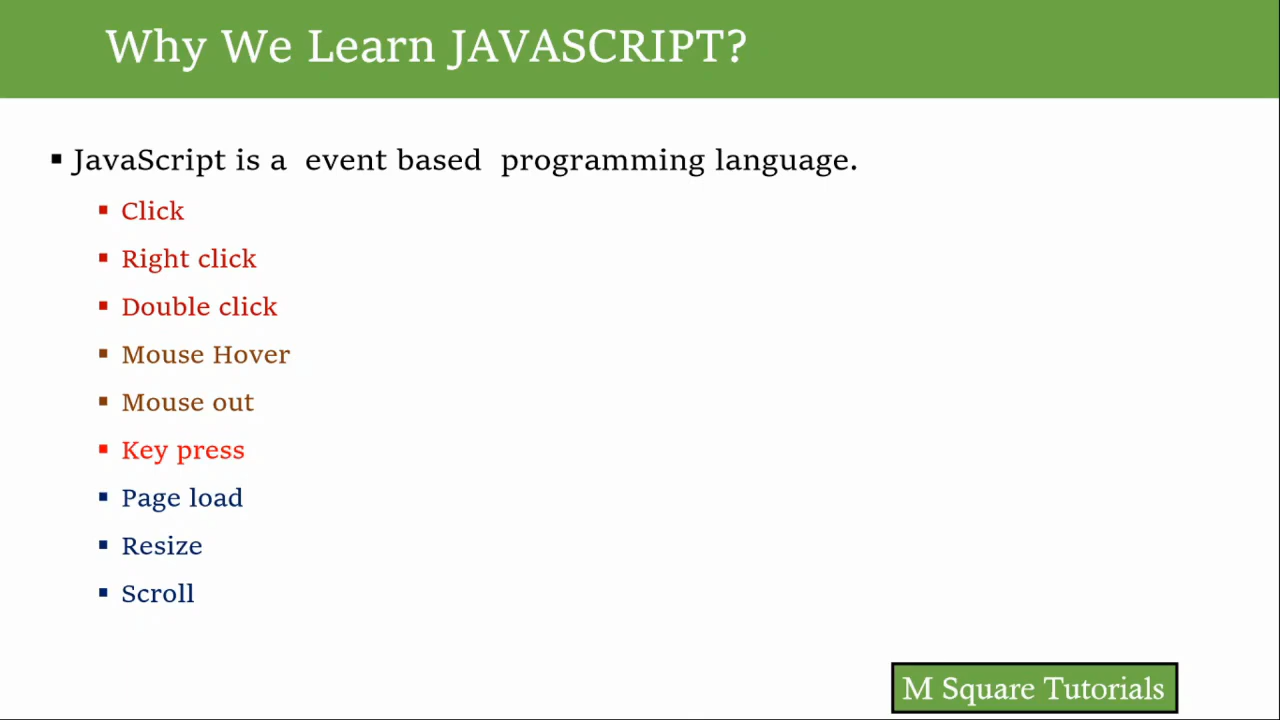 Why We Learn JAVASCRIPT?
JavaScript is a event based programming language.
Click
Right click
Double click
Mouse Hover
Mouse out
Key press
Page load
Resize
Scroll
M Square Tutorials